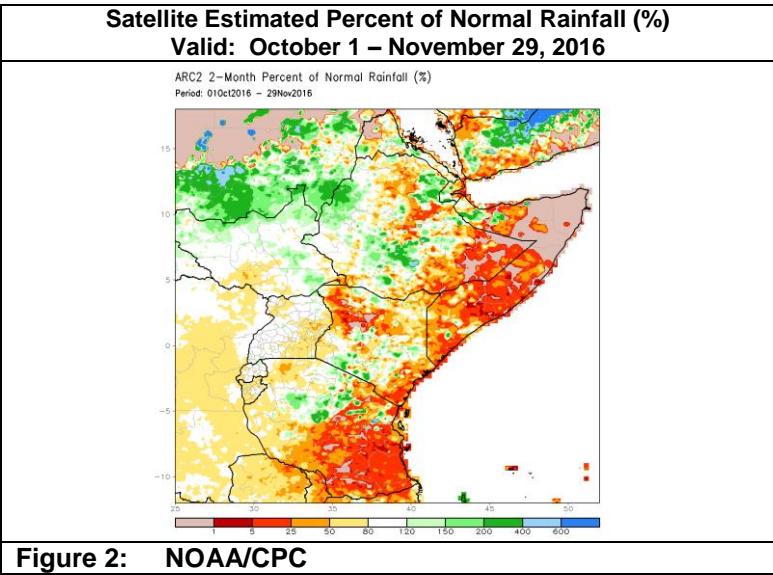 Satellite Estimated Percent of Normal Rainfall (%)
Valid: October 1 – November 29, 2016
ARC2 2-Month Percent of Normal Rainfall (%)
Period: 01Oct2016 – 29Nov2016
15
10
5
0
-5
-10
25 30 35 40 45 50
1 5 25 50 80 120 150 200 400 600
Figure 2: NOAA/CPC